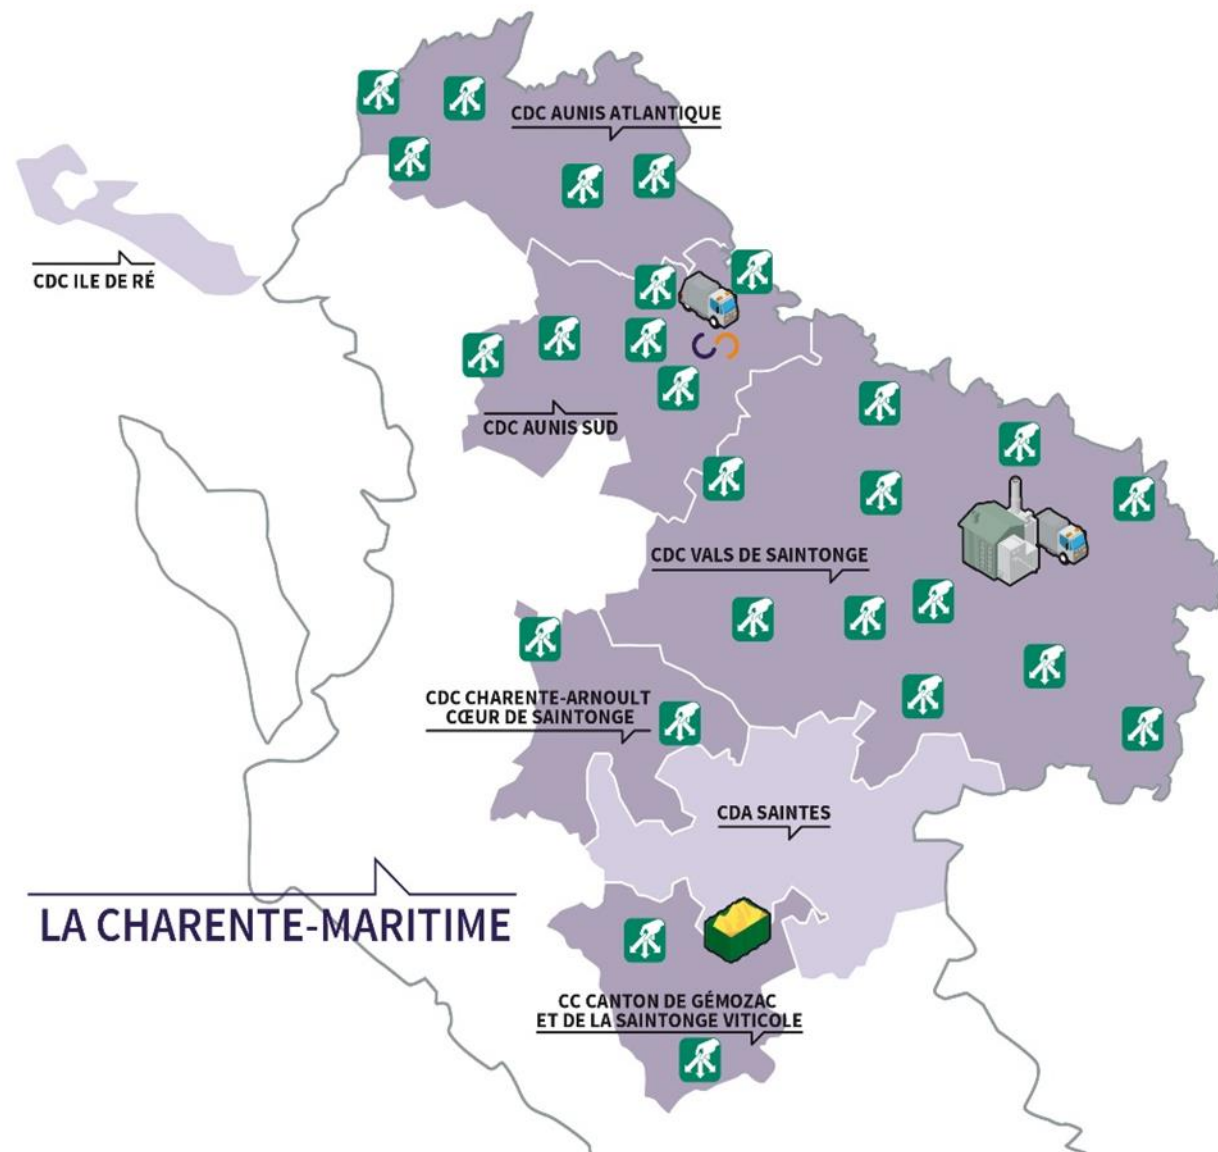 CDC AUNIS ATLANTIQUE
CDC ILE DE RÉ
CDC AUNIS SUD
CDC VALS DE SAINTONGE
CDC CHARENTE-ARNOULT
CŒUR DE SAINTONGE
CDA SAINTES
LA CHARENTE-MARITIME
CC CANTON DE GÉMOZAC
ET DE LA SAINTONGE VITICOLE